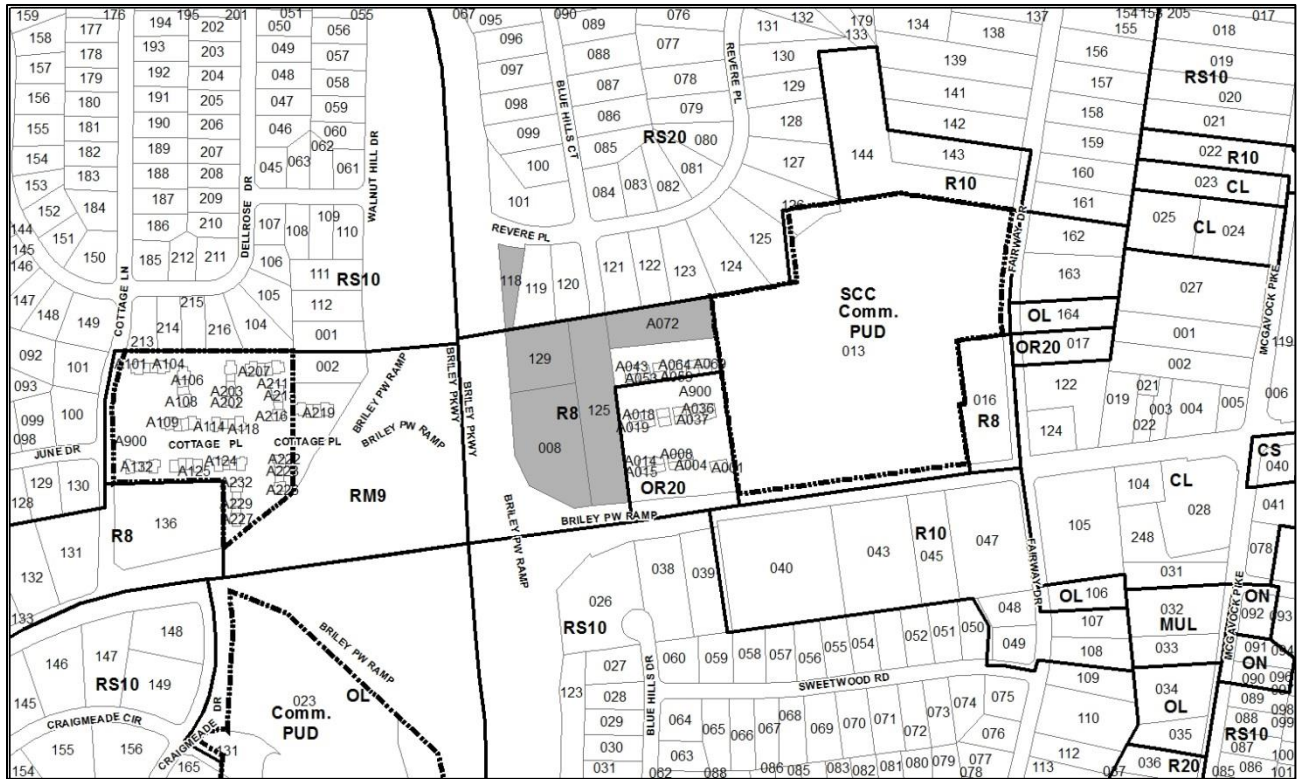 159 177 176 194 195 202 201 050 051 056 055 067 095 090 089 076 131 132 179 133 134 138 137 154 155 205 018 017
158 178 193 203 049 057 096 088 077 130 139 156 019
157 179 192 204 048 058 097 087 078 REVERE PL 129 141 157 RS10
156 180 191 205 047 059 098 086 079 128 142 158 020
155 181 190 206 046 060 099 BLUE HILLS CT RS20 080 143 159 021
154 182 189 207 062 WALNUT HILL DR 100 085 081 127 144 R10 160 022 R10
153 183 188 208 045 063 061 084 083 082 023 CL
152 184 187 209 DELLROSE DR 107 108 109 110 101 126 161 025 024
144 151 186 210 REVERE PL 125 162 FAIRWAY DR CL
145 150 185 212 211 106 111 RS10 118 119 120 121 122 123 124 163 027 MCGAVOCK PIKE
146 147 COTTAGE LN 215 105 112 SCC Comm. PUD 013 OL 164
148 149 213 214 216 104 001 A072 OR20 017 001 119
092 101 A101 A104 A207 002 129 A043 A064 A069 002
093 A106 A211 A053 122 006
A108 A203 A202 BRILEY PW RAMP BRILEY PKWY BRILEY PKWY R8 125 A900 016 021
099 100 A109 A114 A118 A216 A219 A018 A036 R8 019 003 004 005
098 A900 COTTAGE PL COTTAGE PL BRILEY PW RAMP 008 A019 A037 124 022
JUNE DR A132 A125 A124 A014 A008 A004 A001 CS 040
128 129 130 A232 A229 A227 RM9 A015 OR20 104 CL
131 R8 136 BRILEY PW RAMP BRILEY PW RAMP 028 041
132 038 039 040 043 R10 045 047 105 248 078
133 FAIRWAY DR 031
148 026 OL 106 032 MUL ON 092 093
146 147 BRILEY PW RAMP RS10 048 107 MCGAVOCK PIKE 091 094
RS10 149 OL 060 059 058 057 056 055 054 052 051 050 049 108 033 ON 090 096
145 023 Comm. PUD 027 SWEETWOOD RD 109 034 089 098
CRAIGMEADE CIR CRAIGMEADE DR 123 028 BLUE HILLS DR 064 065 066 067 068 069 070 071 072 073 074 075 110 OL 088 099
155 156 131 029 076 035 RS10
154 165 030 063 077 112 036 R20 087 100
031 062 088 086 085 083 082 081 080 079 078 113 037 085 086 101